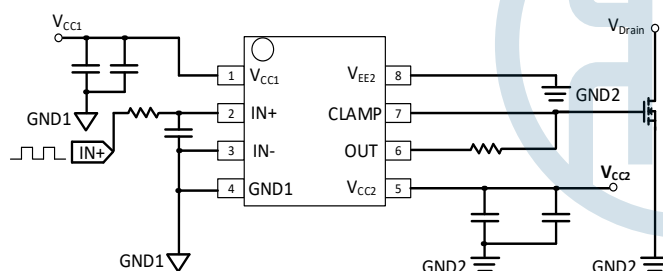 VCC1
VDrain
1 VCC1 VEE2 8
GND1
GND2
2 IN+ CLAMP 7
IN+
3 IN- OUT 6
4 GND1 VCC2 5
VCC2
GND1
GND2
GND2